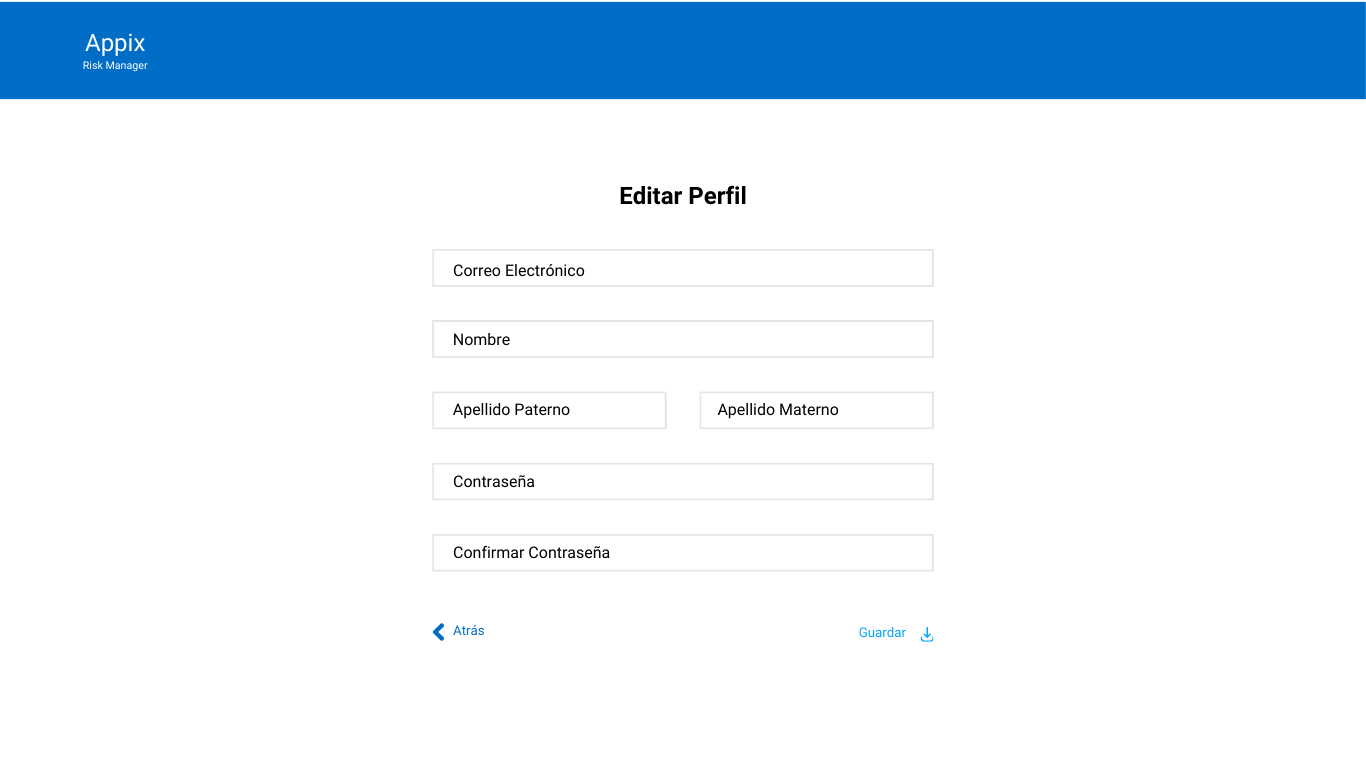 Appix
Risk Manager
Editar Perfil
Correo Electrónico
Nombre
Apellido Paterno
Apellido Materno
Contraseña
Confirmar Contraseña
Atrás
Guardar